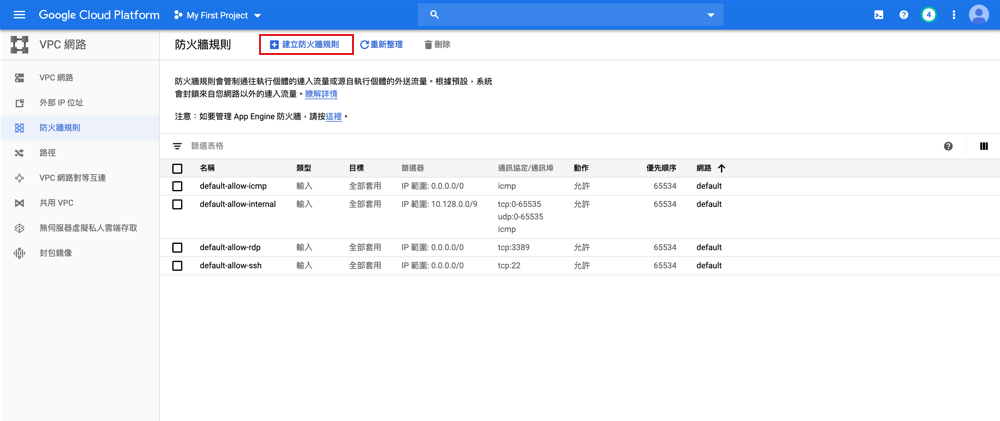 Google Cloud Platform
My First Project
4
VPC 網路
防火牆規則
建立防火牆規則
重新整理
刪除
VPC 網路
外部 IP 位址
防火牆規則
路徑
VPC 網路對等互連
共用 VPC
無伺服器虛擬私人雲端存取
封包鏡像
防火牆規則會管制通往執行個體的連入流量或源自執行個體的外送流量。根據預設，系統
會封鎖來自您網路以外的連入流量。瞭解詳情
注意：如要管理 App Engine 防火牆，請按這裡。
篩選表格
名稱 類型 目標 篩選器 通訊協定/通訊埠 動作 優先順序 網路
default-allow-icmp 輸入 全部套用 IP 範圍: 0.0.0.0/0 icmp 允許 65534 default
default-allow-internal 輸入 全部套用 IP 範圍: 10.128.0.0/9 tcp:0-65535 允許 65534 default
udp:0-65535
icmp
default-allow-rdp 輸入 全部套用 IP 範圍: 0.0.0.0/0 tcp:3389 允許 65534 default
default-allow-ssh 輸入 全部套用 IP 範圍: 0.0.0.0/0 tcp:22 允許 65534 default